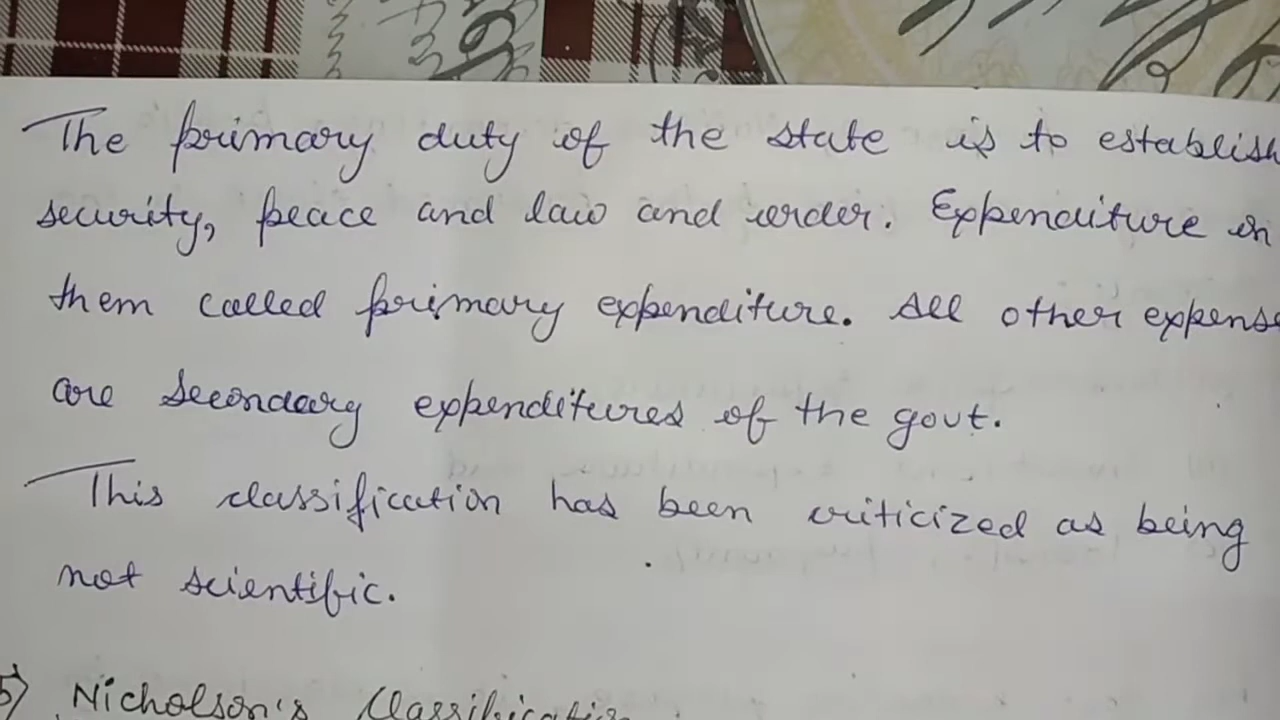 The primary duty of the state is to establish
security, peace and law and order. Expenditure on
them called primary expenditure. All other expense
are secondary expenditures of the govt.
This classification has been criticized as being
not scientific.
5) Nicholson's Classification